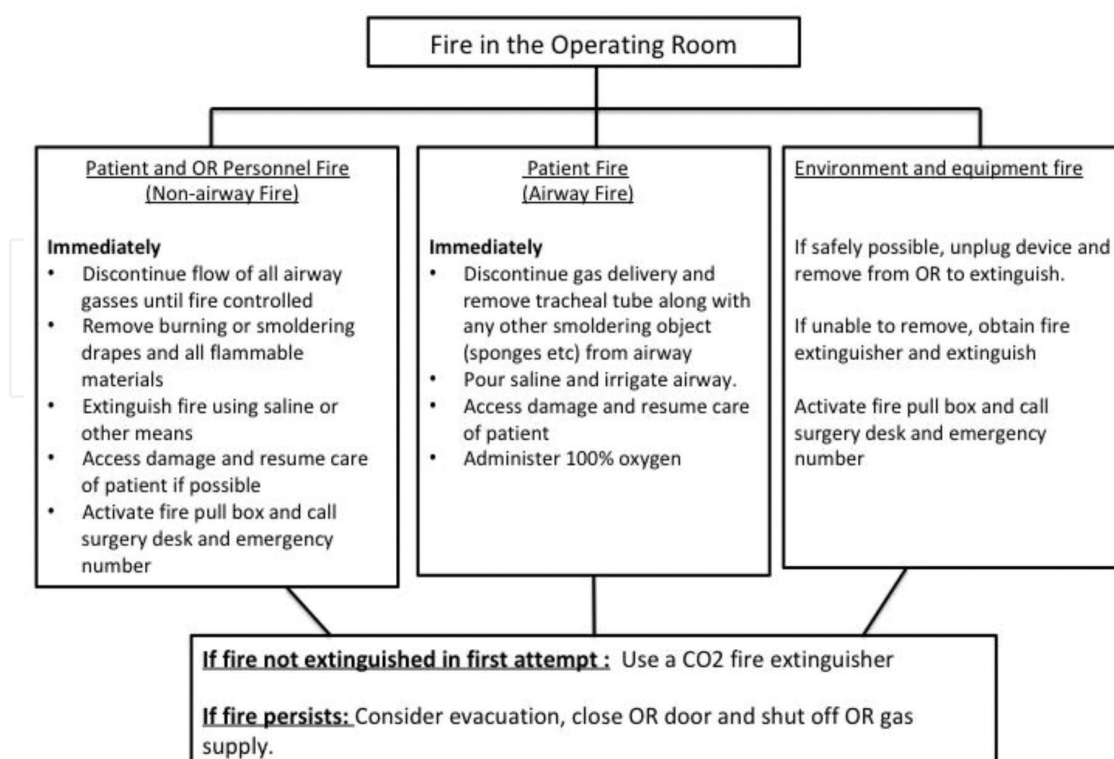 Fire in the Operating Room
Patient and OR Personnel Fire
(Non-airway Fire)
Immediately
• Discontinue flow of all airway
gasses until fire controlled
• Remove burning or smoldering
drapes and all flammable
materials
• Extinguish fire using saline or
other means
• Access damage and resume care
of patient if possible
• Activate fire pull box and call
surgery desk and emergency
number
Patient Fire
(Airway Fire)
Immediately
• Discontinue gas delivery and
remove tracheal tube along with
any other smoldering object
(sponges etc) from airway
• Pour saline and irrigate airway.
• Access damage and resume care
of patient
• Administer 100% oxygen
Environment and equipment fire
If safely possible, unplug device and
remove from OR to extinguish.
If unable to remove, obtain fire
extinguisher and extinguish
Activate fire pull box and call
surgery desk and emergency
number
If fire not extinguished in first attempt : Use a CO2 fire extinguisher
If fire persists: Consider evacuation, close OR door and shut off OR gas
supply.